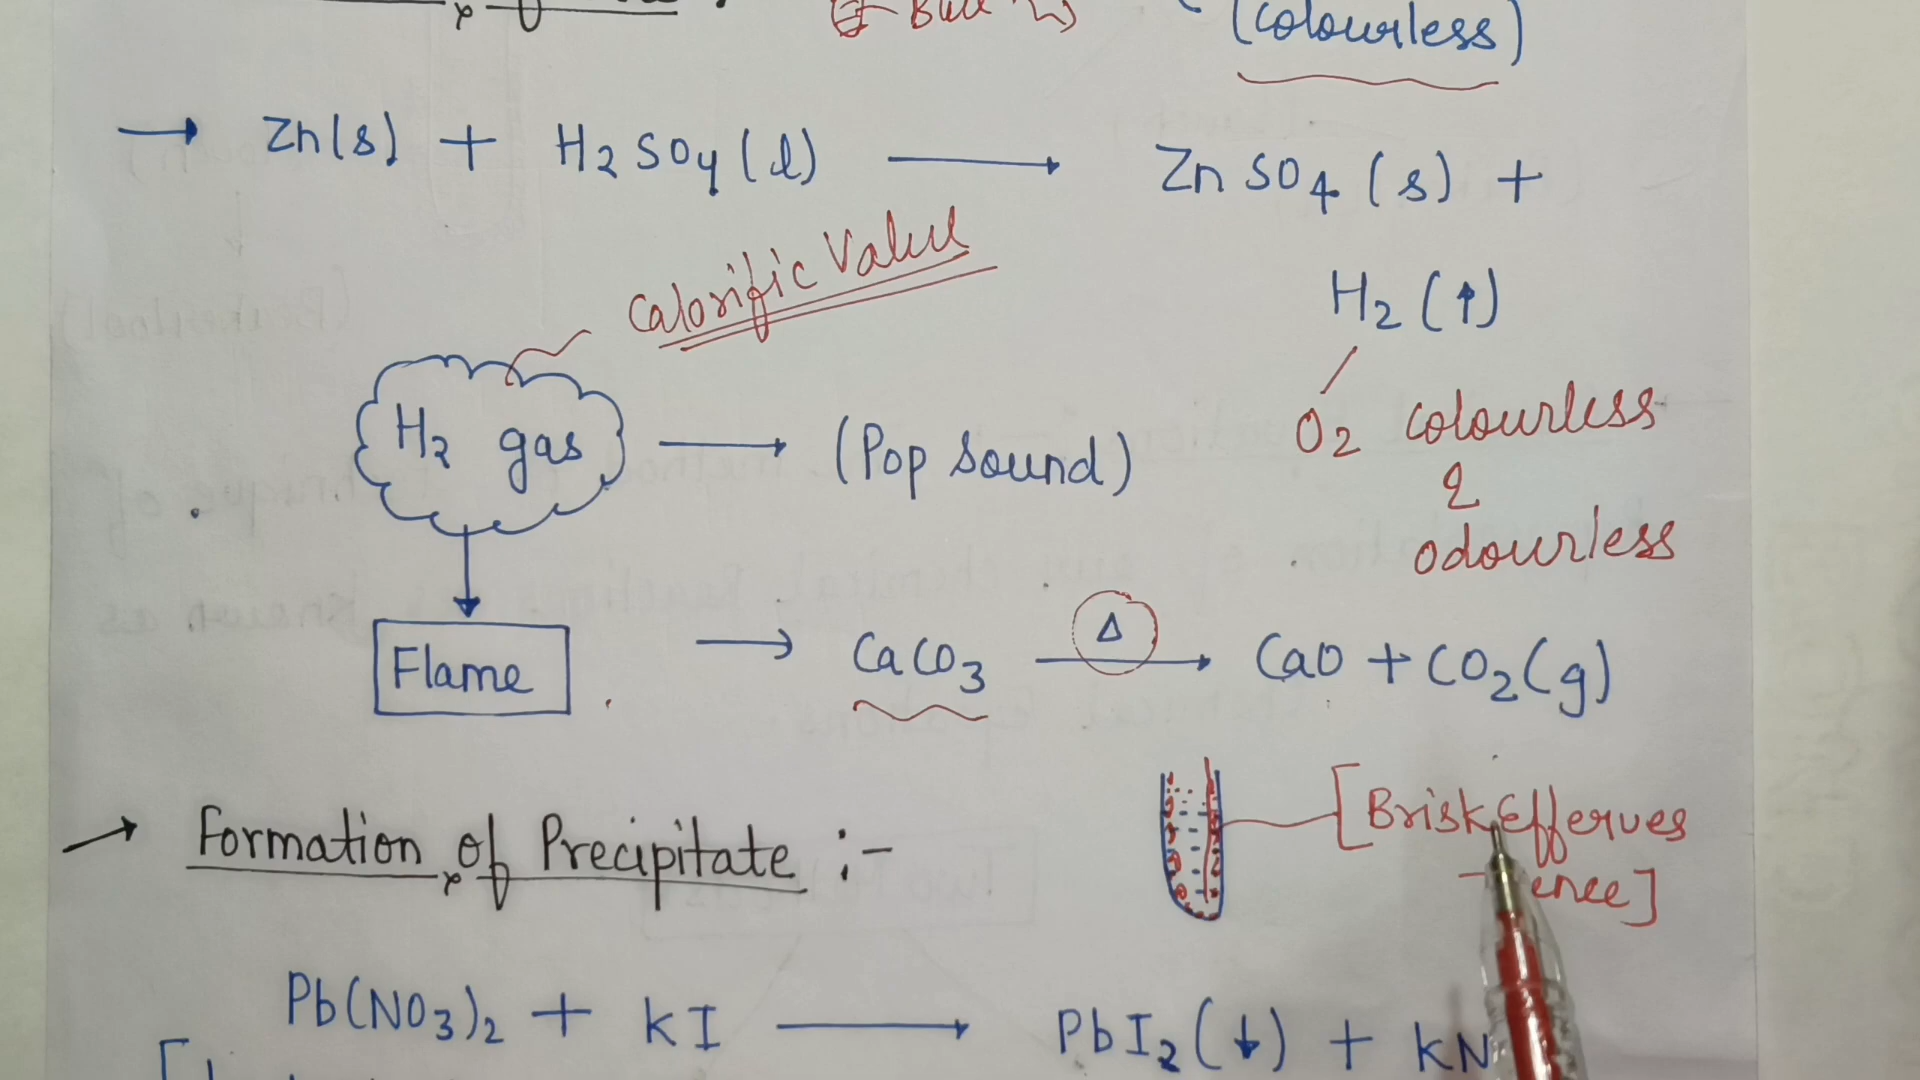 (colourless)
→ Zn(s) + H2SO4(l) ⟶ ZnSO4(s) +
H2(↑)
Calorific Value
H2 gas → (Pop Sound)
O2 colourless
&
odourless
Flame
→ CaCO3 Δ→ CaO + CO2(g)
[Brisk Efferves
→ Formation of Precipitate :-
-ence]
Pb(NO3)2 + KI ⟶ PbI2(↓) + KN